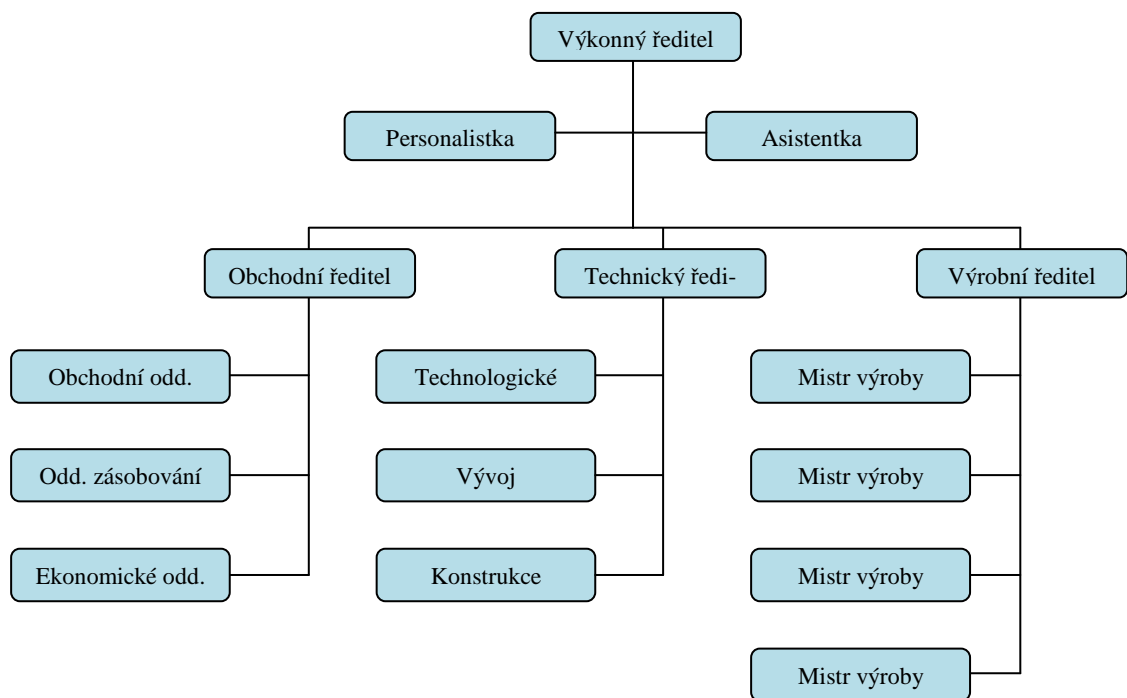 Výkonný ředitel
Personalistka
Asistentka
Obchodní ředitel
Technický ředi-
Výrobní ředitel
Obchodní odd.
Technologické
Mistr výroby
Odd. zásobování
Vývoj
Mistr výroby
Ekonomické odd.
Konstrukce
Mistr výroby
Mistr výroby